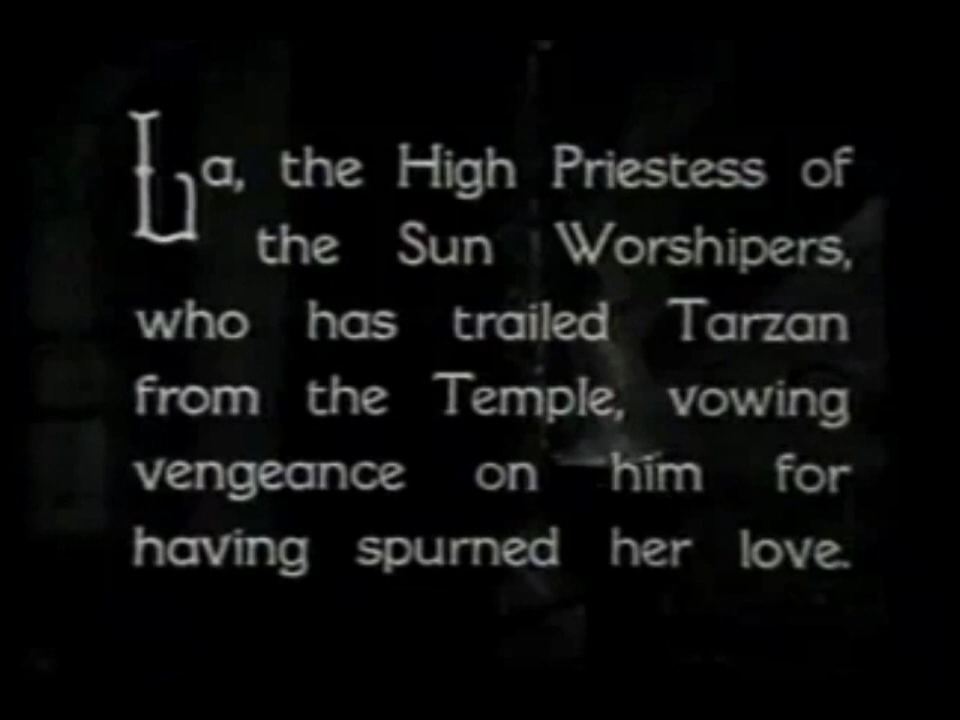 La, the High Priestess of
the Sun Worshipers,
who has trailed Tarzan
from the Temple, vowing
vengeance on him for
having spurned her love.